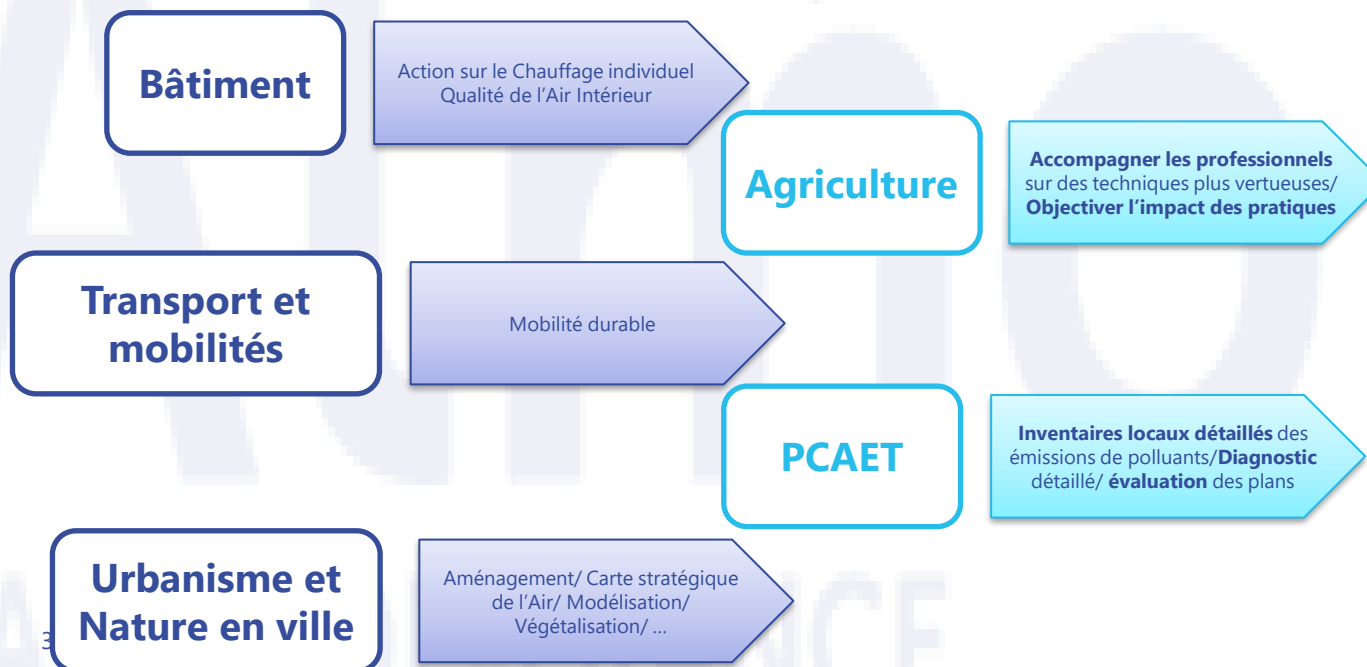 Bâtiment
Action sur le Chauffage individuel
Qualité de l'Air Intérieur
Agriculture
Accompagner les professionnels
sur des techniques plus vertueuses/
Objectiver l'impact des pratiques
Transport et
mobilités
Mobilité durable
PCAET
Inventaires locaux détaillés des
émissions de polluants/Diagnostic
détaillé/ évaluation des plans
Urbanisme et
Nature en ville
Aménagement/ Carte stratégique
de l'Air/ Modélisation/
Végétalisation/ ...
3